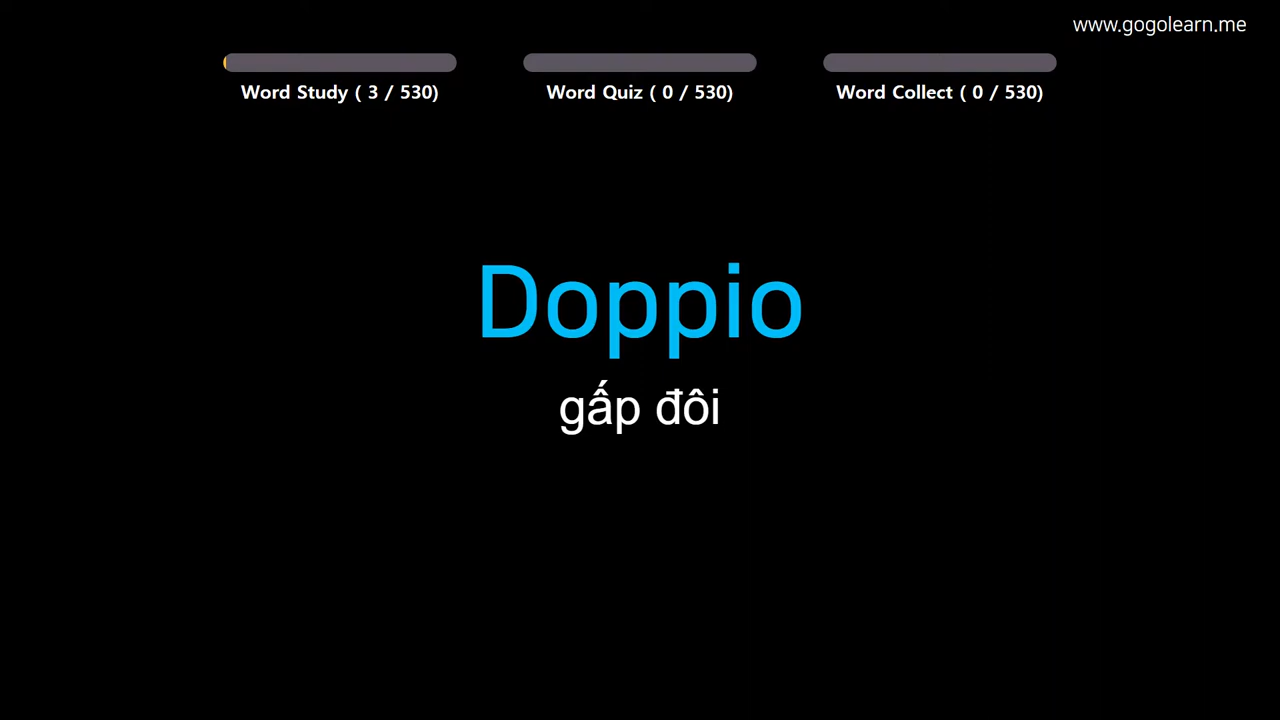 www.gogolearn.me
Word Study ( 3 / 530)
Word Quiz ( 0 / 530)
Word Collect ( 0 / 530)
Doppio
gấp đôi